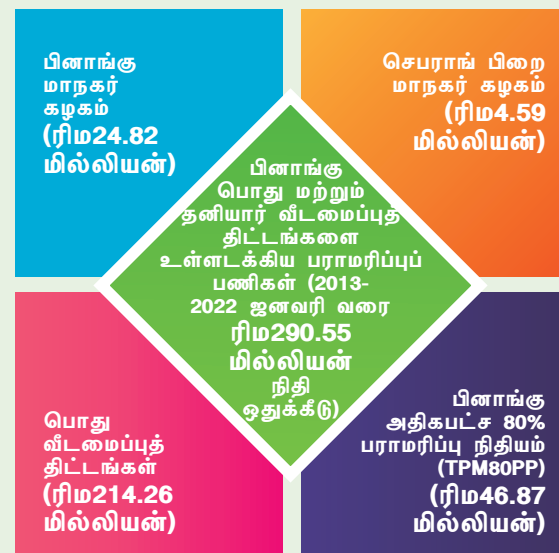 பினாங்கு
மாநகர்
கழகம்
(ரிம24.82
மில்லியன்)
செபராங் பிறை
மாநகர் கழகம்
(ரிம4.59
மில்லியன்)
பினாங்கு
பொது மற்றும்
தனியார் வீடமைப்புத்
திட்டங்களை
உள்ளடக்கிய பராமரிப்புப்
பணிகள் (2013-
2022 ஜனவரி வரை
ரிம290.55
மில்லியன்
நிதி
ஒதுக்கீடு)
பொது
வீடமைப்புத்
திட்டங்கள்
(ரிம214.26
மில்லியன்)
பினாங்கு
அதிகபட்ச 80%
பராமரிப்பு நிதியம்
(TPM80PP)
(ரிம46.87
மில்லியன்)